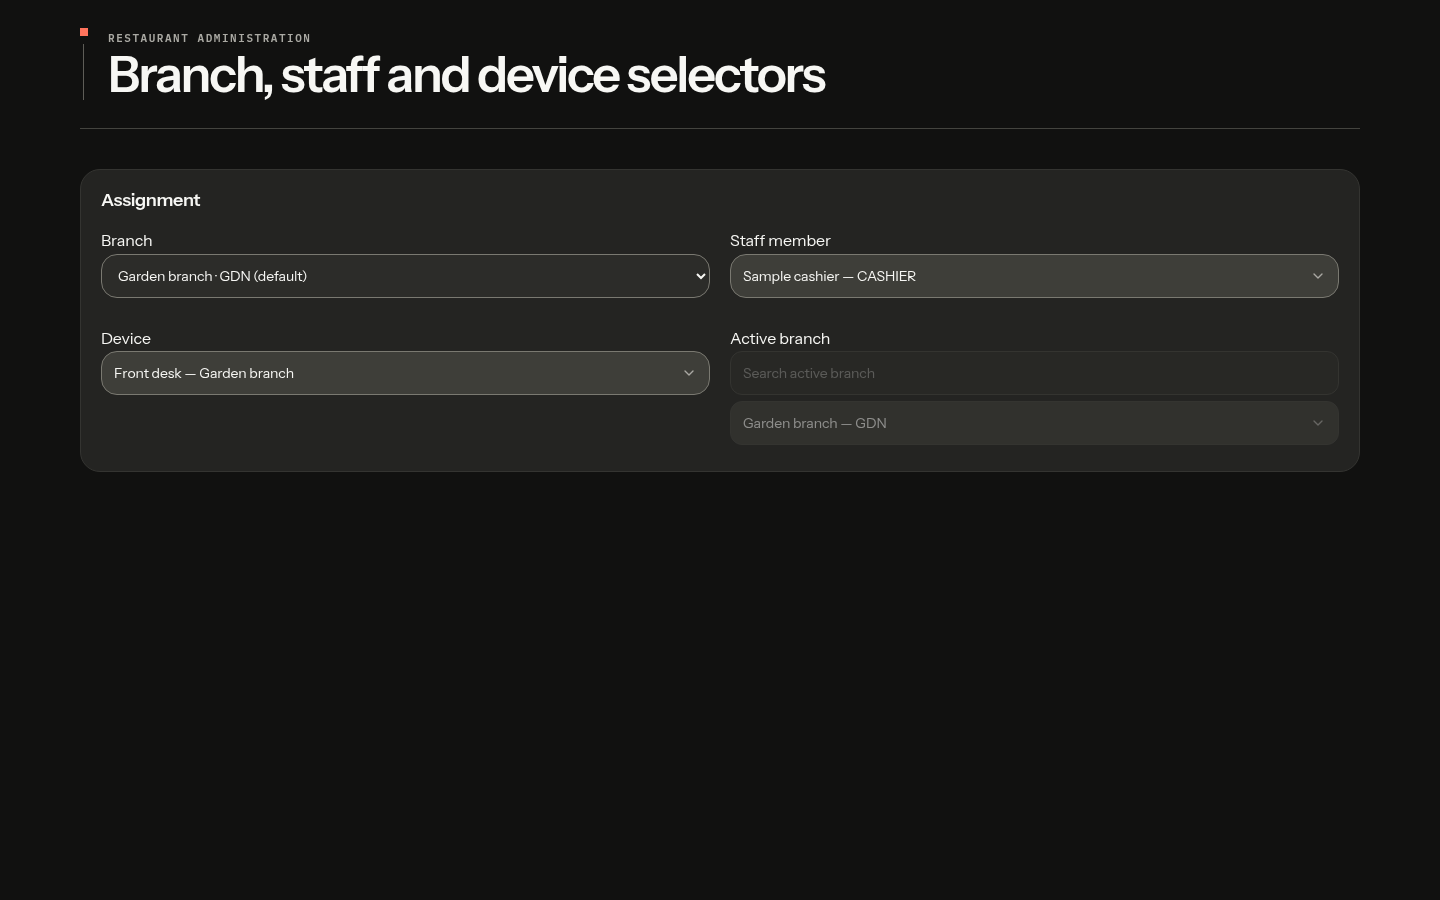 RESTAURANT ADMINISTRATION
Branch, staff and device selectors
Assignment
Branch
Garden branch · GDN (default)
Staff member
Sample cashier — CASHIER
Device
Front desk — Garden branch
Active branch
Search active branch
Garden branch — GDN